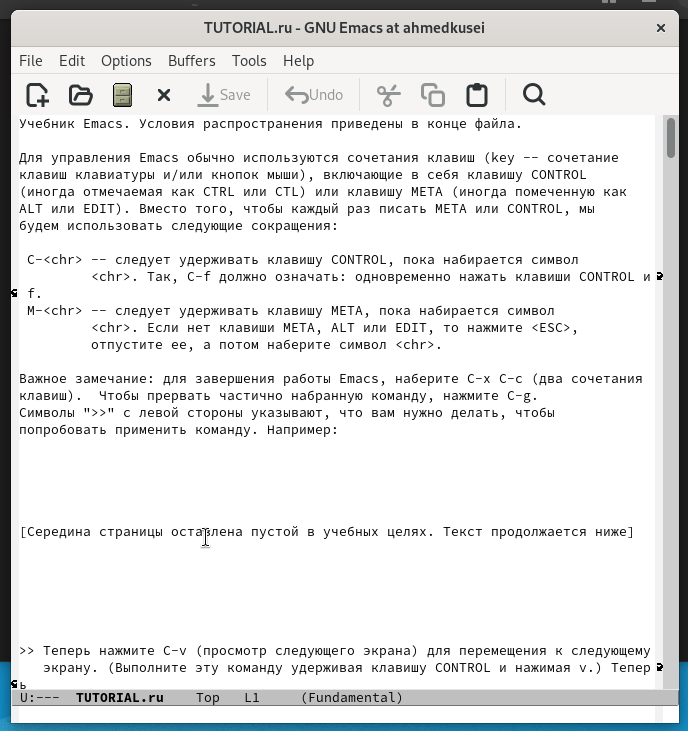 TUTORIAL.ru - GNU Emacs at ahmedkusei
File Edit Options Buffers Tools Help
Save Undo
Учебник Emacs. Условия распространения приведены в конце файла.
Для управления Emacs обычно используются сочетания клавиш (key -- сочетание
клавиш клавиатуры и/или кнопок мыши), включающие в себя клавишу CONTROL
(иногда отмечаемая как CTRL или CTL) или клавишу META (иногда помеченную как
ALT или EDIT). Вместо того, чтобы каждый раз писать META или CONTROL, мы
будем использовать следующие сокращения:
C-<chr> -- следует удерживать клавишу CONTROL, пока набирается символ
<chr>. Так, C-f должно означать: одновременно нажать клавиши CONTROL и
f.
M-<chr> -- следует удерживать клавишу META, пока набирается символ
<chr>. Если нет клавиши META, ALT или EDIT, то нажмите <ESC>,
отпустите ее, а потом наберите символ <chr>.
Важное замечание: для завершения работы Emacs, наберите C-x C-c (два сочетания
клавиш).  Чтобы прервать частично набранную команду, нажмите C-g.
Символы ">>" с левой стороны указывают, что вам нужно делать, чтобы
попробовать применить команду. Например:
[Середина страницы оставлена пустой в учебных целях. Текст продолжается ниже]
>> Теперь нажмите C-v (просмотр следующего экрана) для перемещения к следующему
экрану. (Выполните эту команду удерживая клавишу CONTROL и нажимая v.) Тепер
ь
U:--- TUTORIAL.ru Top L1 (Fundamental)